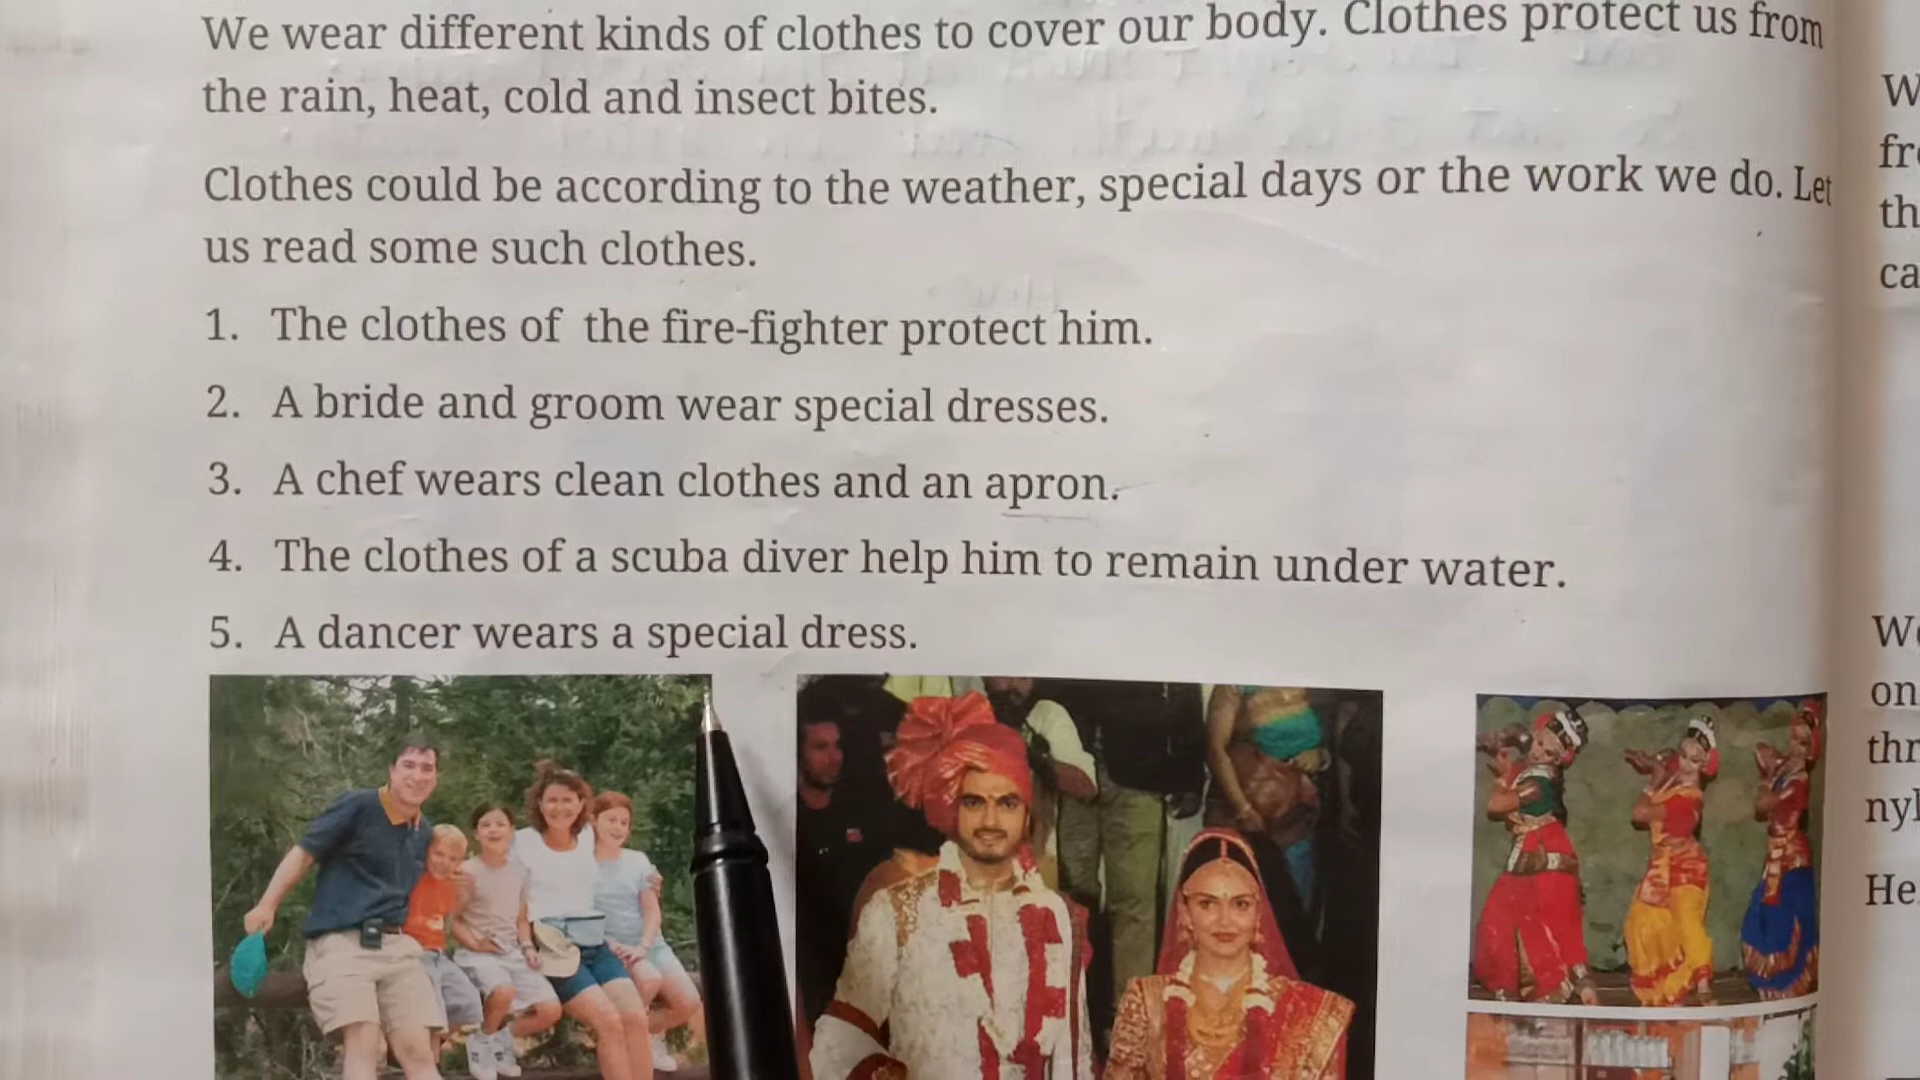 We wear different kinds of clothes to cover our body. Clothes protect us from
the rain, heat, cold and insect bites.
Clothes could be according to the weather, special days or the work we do. Let
us read some such clothes.
1. The clothes of the fire-fighter protect him.
2. A bride and groom wear special dresses.
3. A chef wears clean clothes and an apron.
4. The clothes of a scuba diver help him to remain under water.
5. A dancer wears a special dress.